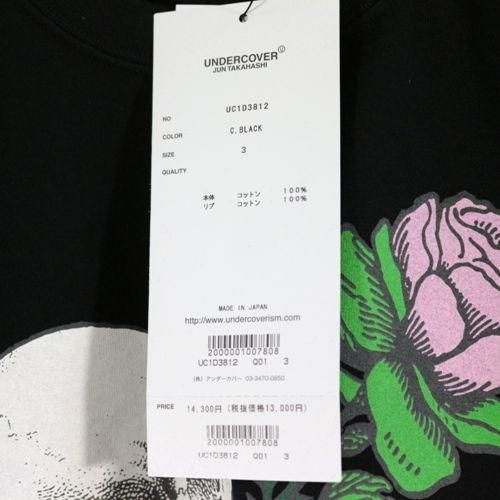 UNDERCOVER U
JUN TAKAHASHI
NO UC1D3812
COLOR C.BLACK
SIZE 3
QUALITY
本体 コットン 100%
リブ コットン 100%
MADE IN JAPAN
http://www.undercoverism.com
2000001007808
UC1D3812 Q01 3
(株) アンダーカバー 03-3470-0850
PRICE 14,300円 (税抜価格13,000円)
2000001007808
UC1D3812 Q01 3